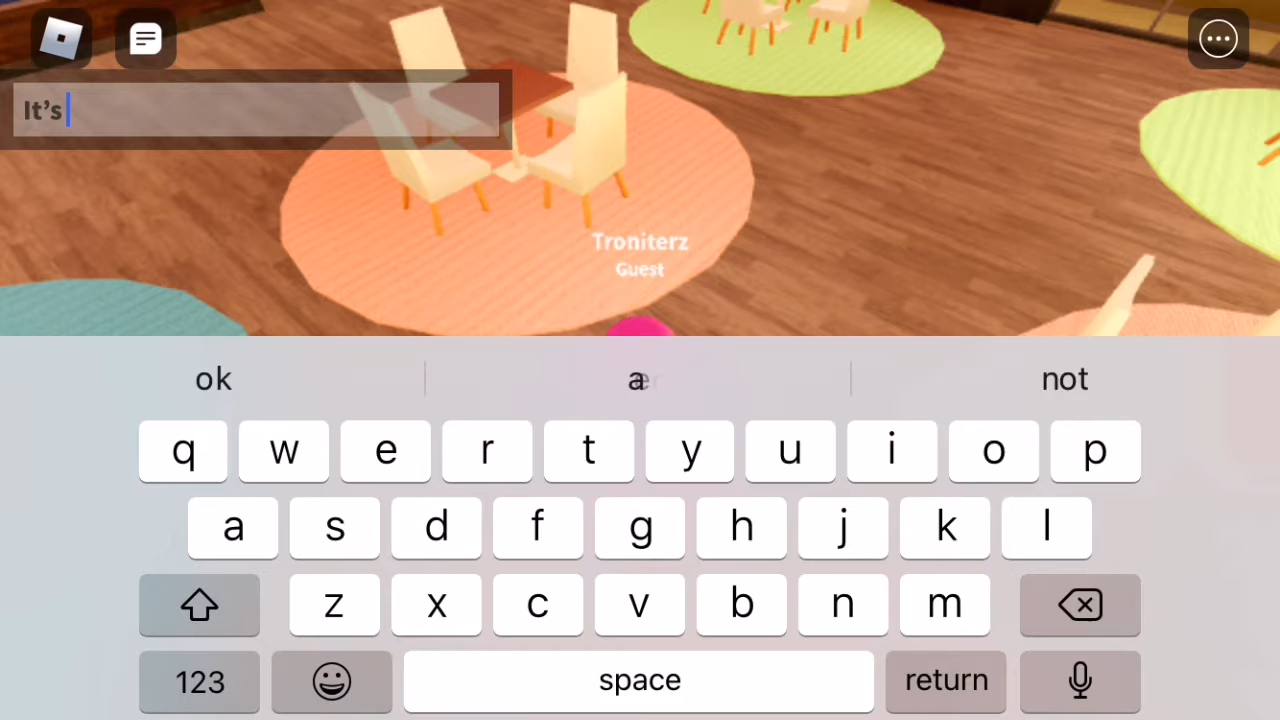 It's
Troniterz
Guest
ok a not
q w e r t y u i o p
a s d f g h j k l
z x c v b n m
123 space return